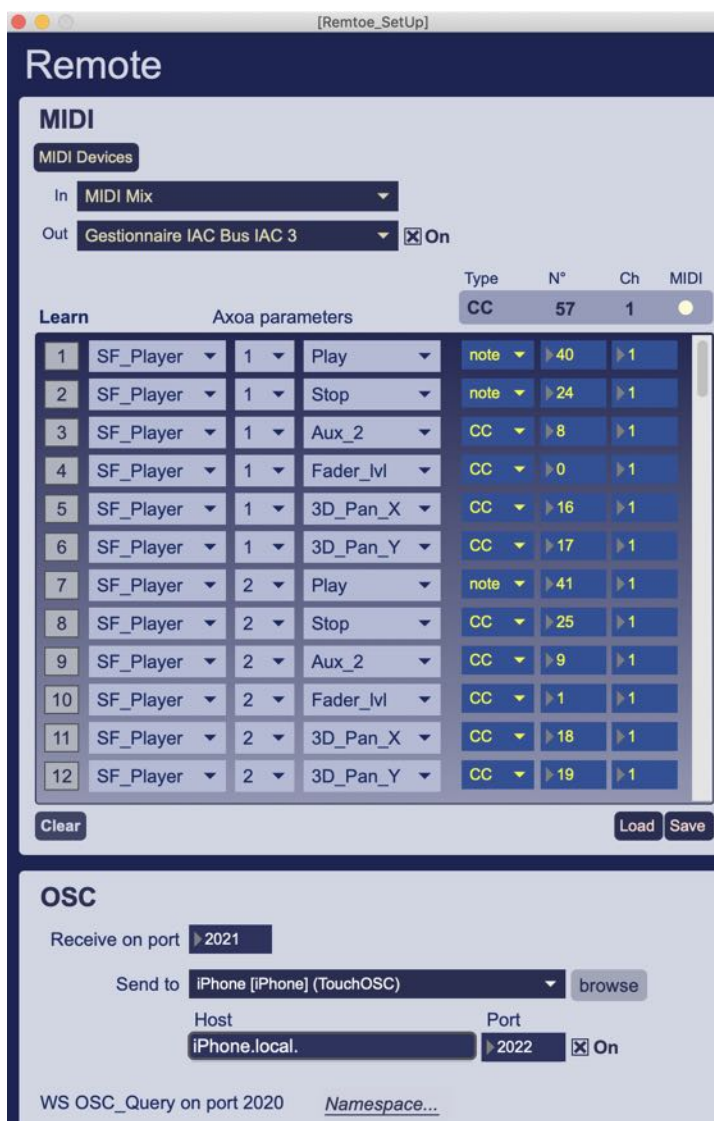 [Remtoe_SetUp]
Remote
MIDI
MIDI Devices
In MIDI Mix
Out Gestionnaire IAC Bus IAC 3 On
Type N° Ch MIDI
CC 57 1
Learn Axoa parameters
1 SF_Player 1 Play note 40 1
2 SF_Player 1 Stop note 24 1
3 SF_Player 1 Aux_2 CC 8 1
4 SF_Player 1 Fader_lvl CC 0 1
5 SF_Player 1 3D_Pan_X CC 16 1
6 SF_Player 1 3D_Pan_Y CC 17 1
7 SF_Player 2 Play note 41 1
8 SF_Player 2 Stop CC 25 1
9 SF_Player 2 Aux_2 CC 9 1
10 SF_Player 2 Fader_lvl CC 1 1
11 SF_Player 2 3D_Pan_X CC 18 1
12 SF_Player 2 3D_Pan_Y CC 19 1
Clear Load Save
OSC
Receive on port 2021
Send to iPhone [iPhone] (TouchOSC) browse
Host Port
iPhone.local. 2022 On
WS OSC_Query on port 2020 Namespace...